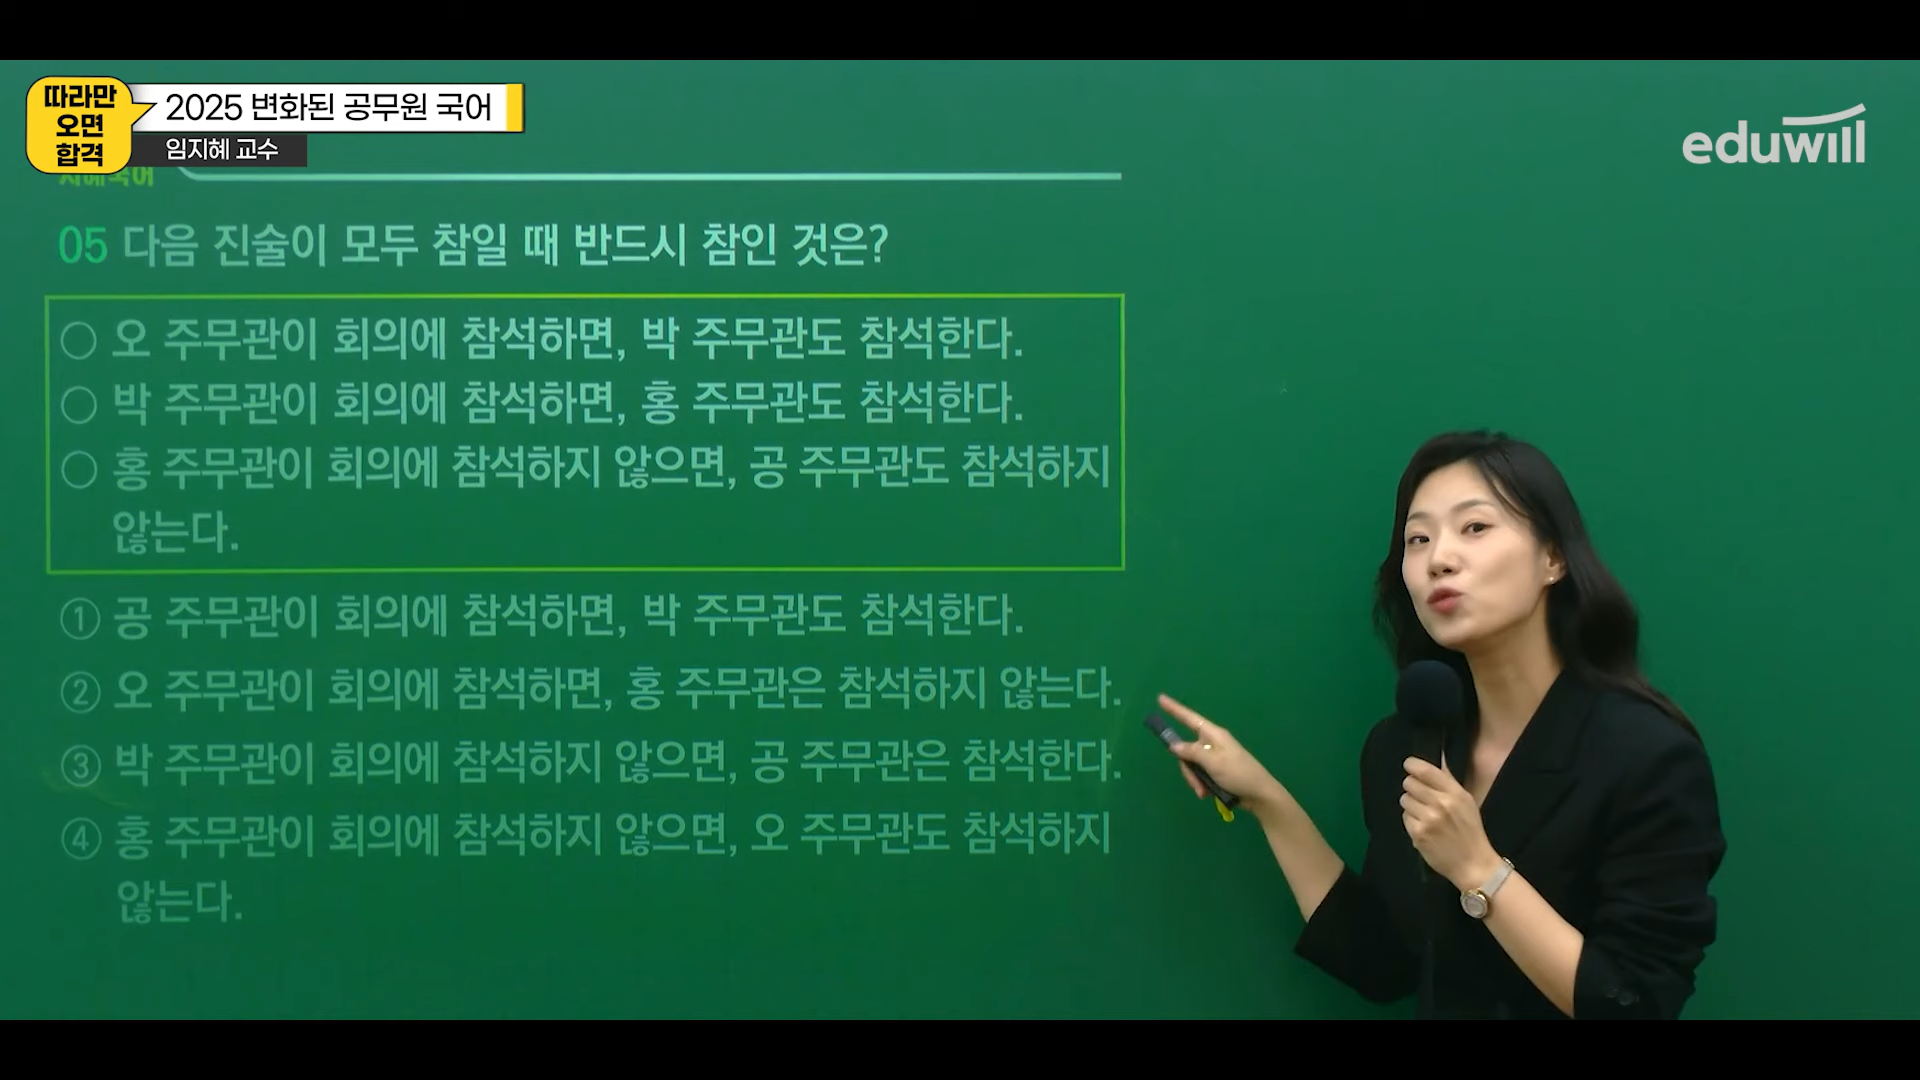 따라만
오면
합격
2025 변화된 공무원 국어
임지혜 교수
eduwill
지혜국어
05 다음 진술이 모두 참일 때 반드시 참인 것은?
○ 오 주무관이 회의에 참석하면, 박 주무관도 참석한다.
○ 박 주무관이 회의에 참석하면, 홍 주무관도 참석한다.
○ 홍 주무관이 회의에 참석하지 않으면, 공 주무관도 참석하지
않는다.
① 공 주무관이 회의에 참석하면, 박 주무관도 참석한다.
② 오 주무관이 회의에 참석하면, 홍 주무관은 참석하지 않는다.
③ 박 주무관이 회의에 참석하지 않으면, 공 주무관은 참석한다.
④ 홍 주무관이 회의에 참석하지 않으면, 오 주무관도 참석하지
않는다.